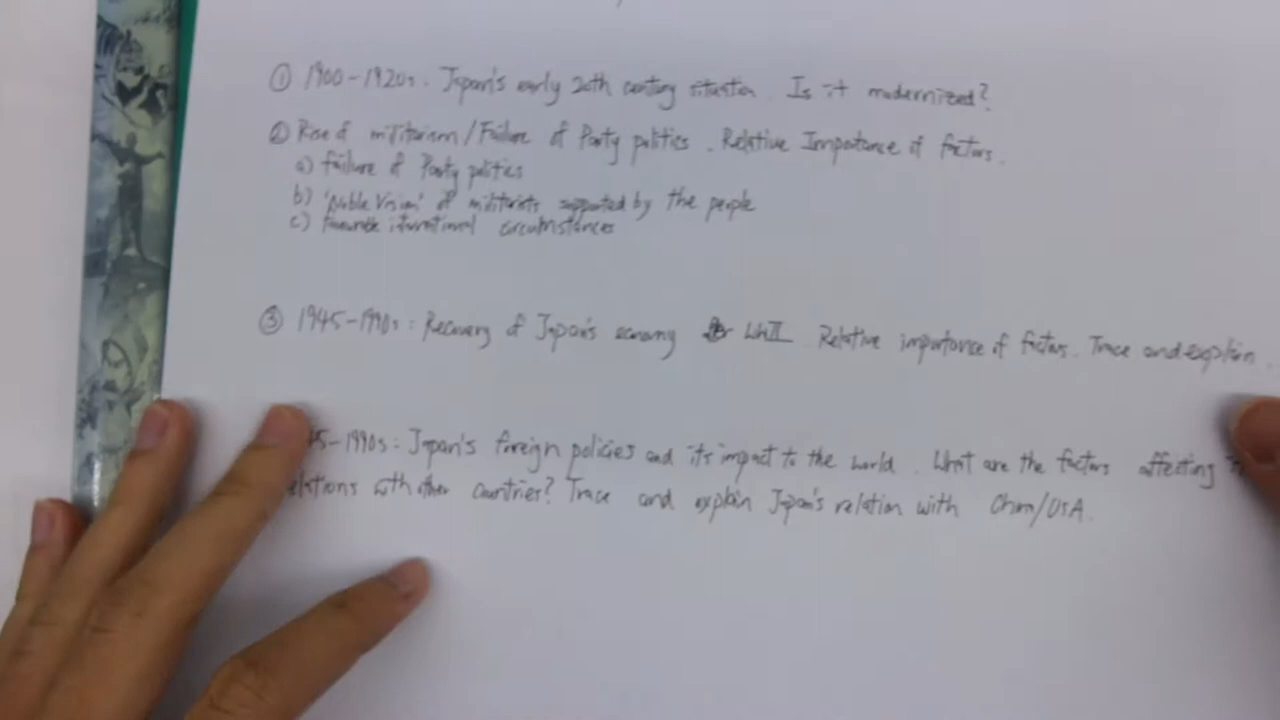 ① 1900-1920s. Japan's early 20th century situation. Is it modernized?
② Rise of militarism/Failure of Party politics. Relative Importance of factors.
a) failure of Party politics
b) 'Noble Vision' of militarists supported by the people
c) circumstances
③ 1945-1990s: Recovery of Japan's economy WWII. Relative importance of factors. Trace and explain.
45-1990s: Japan's foreign policies and its impact to the world. What are the factors affecting
elations with other countries? Trace and explain Japan's relation with China/USA.